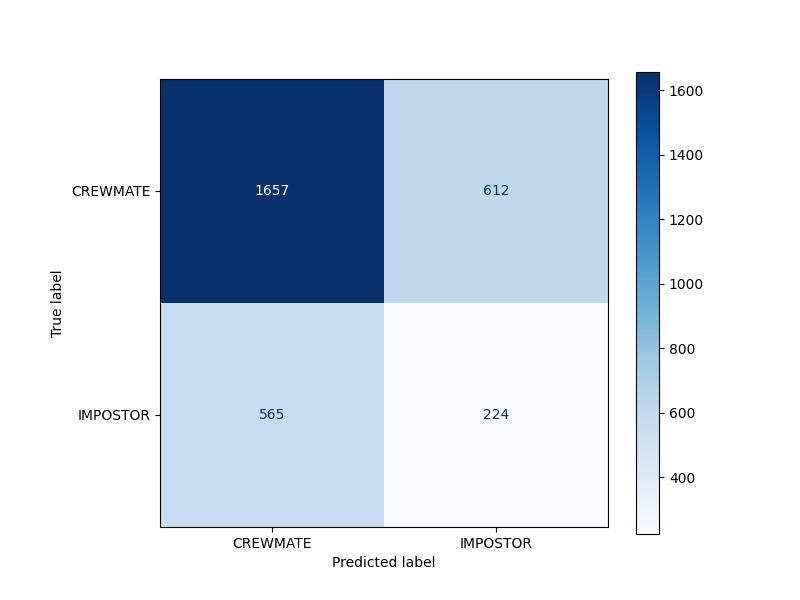 CREWMATE
IMPOSTOR
True label
1657
612
565
224
CREWMATE
IMPOSTOR
Predicted label
1600
1400
1200
1000
800
600
400